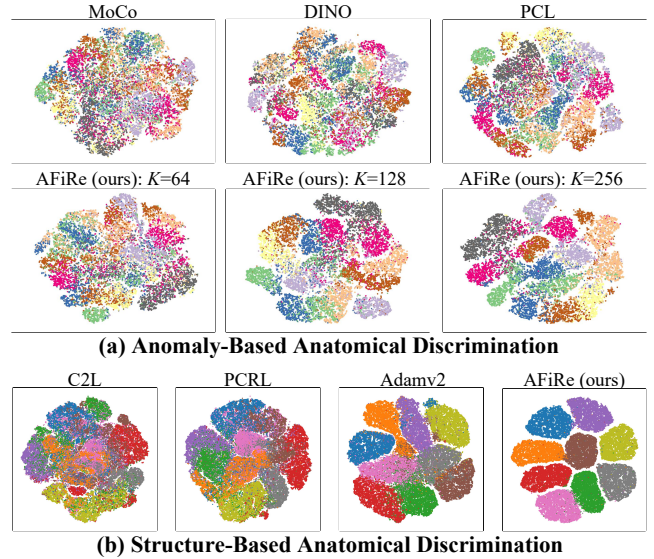 MoCo DINO PCL
AFiRe (ours): K=64 AFiRe (ours): K=128 AFiRe (ours): K=256
(a) Anomaly-Based Anatomical Discrimination
C2L PCRL Adamv2 AFiRe (ours)
(b) Structure-Based Anatomical Discrimination